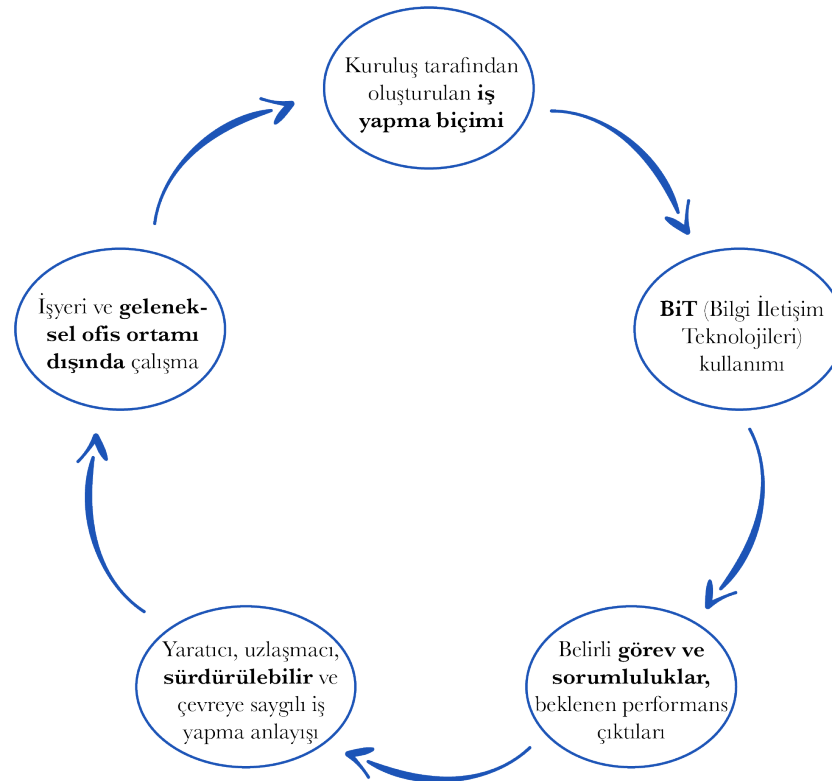 Kuruluş tarafından
oluşturulan iş
yapma biçimi
BiT (Bilgi İletişim
Teknolojileri)
kullanımı
Belirli görev ve
sorumluluklar,
beklenen performans
çıktıları
Yaratıcı, uzlaşmacı,
sürdürülebilir ve
çevreye saygılı iş
yapma anlayışı
İşyeri ve gelenek-
sel ofis ortamı
dışında çalışma